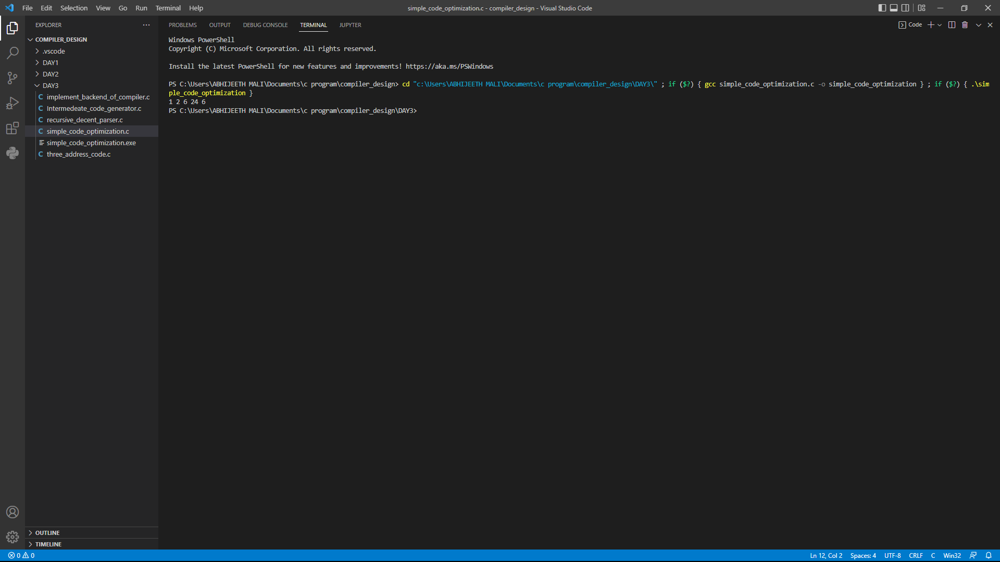 File Edit Selection View Go Run Terminal Help
simple_code_optimization.c - compiler_design - Visual Studio Code
EXPLORER
COMPILER_DESIGN
.vscode
DAY1
DAY2
DAY3
implement_backend_of_compiler.c
Intermedeate_code_generator.c
recursive_decent_parser.c
simple_code_optimization.c
simple_code_optimization.exe
three_address_code.c
OUTLINE
TIMELINE
PROBLEMS OUTPUT DEBUG CONSOLE TERMINAL JUPYTER
Code
Windows PowerShell
Copyright (C) Microsoft Corporation. All rights reserved.
Install the latest PowerShell for new features and improvements! https://aka.ms/PSWindows
PS C:\Users\ABHIJEETH MALI\Documents\c program\compiler_design> cd "c:\Users\ABHIJEETH MALI\Documents\c program\compiler_design\DAY3\" ; if ($?) { gcc simple_code_optimization.c -o simple_code_optimization } ; if ($?) { .\sim
ple_code_optimization }
1 2 6 24 6
PS C:\Users\ABHIJEETH MALI\Documents\c program\compiler_design\DAY3>
0 0
Ln 12, Col 2 Spaces: 4 UTF-8 CRLF C Win32